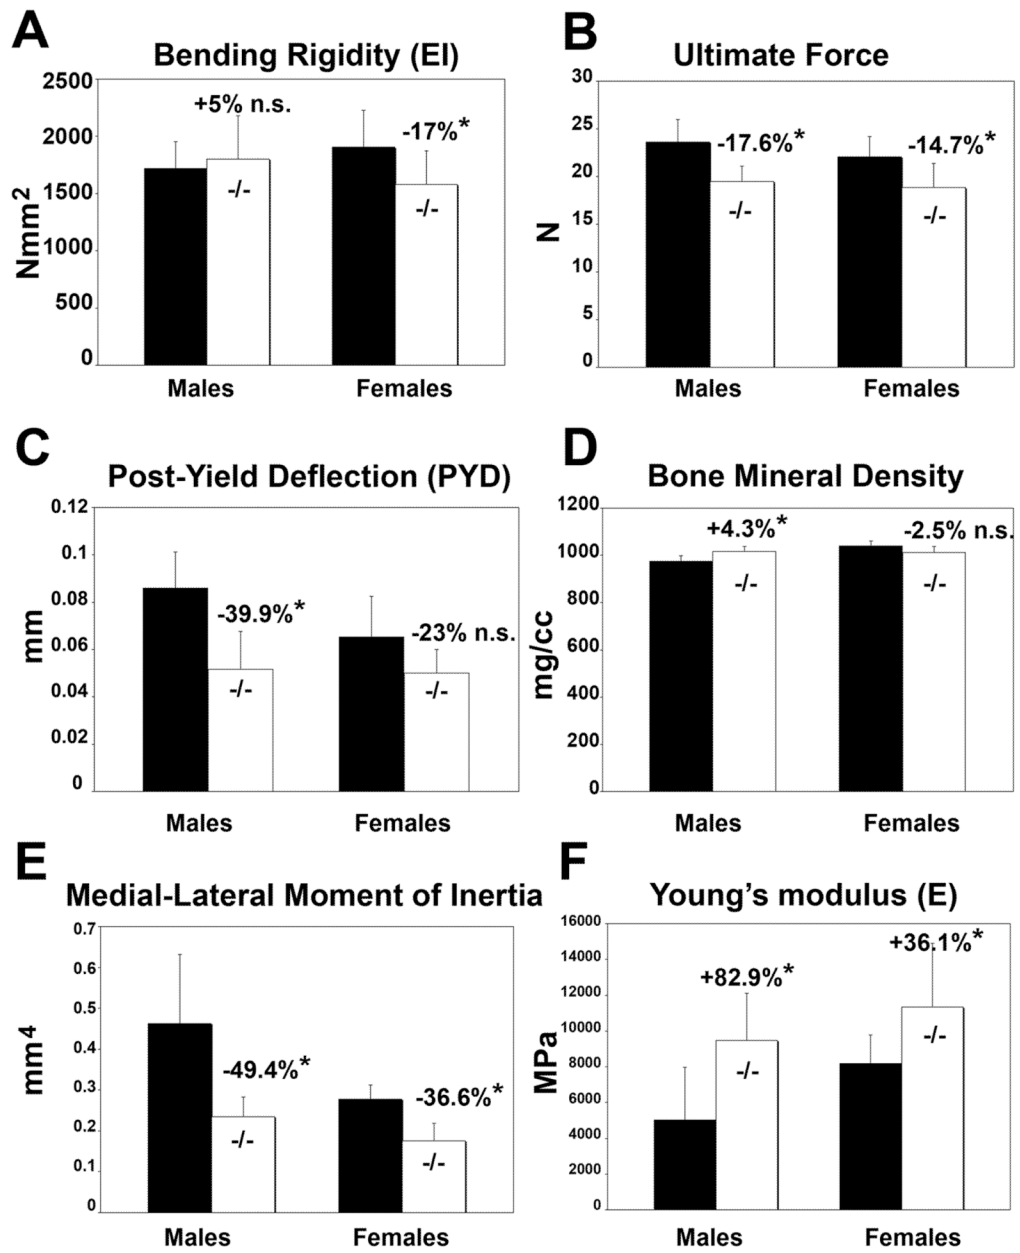 A
Bending Rigidity (EI)
2500
2000
1500
1000
500
0
Nmm2
+5% n.s.
-17%*
-/-
-/-
Males
Females
B
Ultimate Force
30
25
20
15
10
5
0
N
-17.6%*
-14.7%*
-/-
-/-
Males
Females
C
Post-Yield Deflection (PYD)
0.12
0.1
0.08
0.06
0.04
0.02
0
mm
-39.9%*
-23% n.s.
-/-
-/-
Males
Females
D
Bone Mineral Density
1200
1000
800
600
400
200
0
mg/cc
+4.3%*
-2.5% n.s.
-/-
-/-
Males
Females
E
Medial-Lateral Moment of Inertia
0.7
0.6
0.5
0.4
0.3
0.2
0.1
0
mm4
-49.4%*
-36.6%*
-/-
-/-
Males
Females
F
Young's modulus (E)
16000
14000
12000
10000
8000
6000
4000
2000
0
MPa
+82.9%*
+36.1%*
-/-
-/-
Males
Females